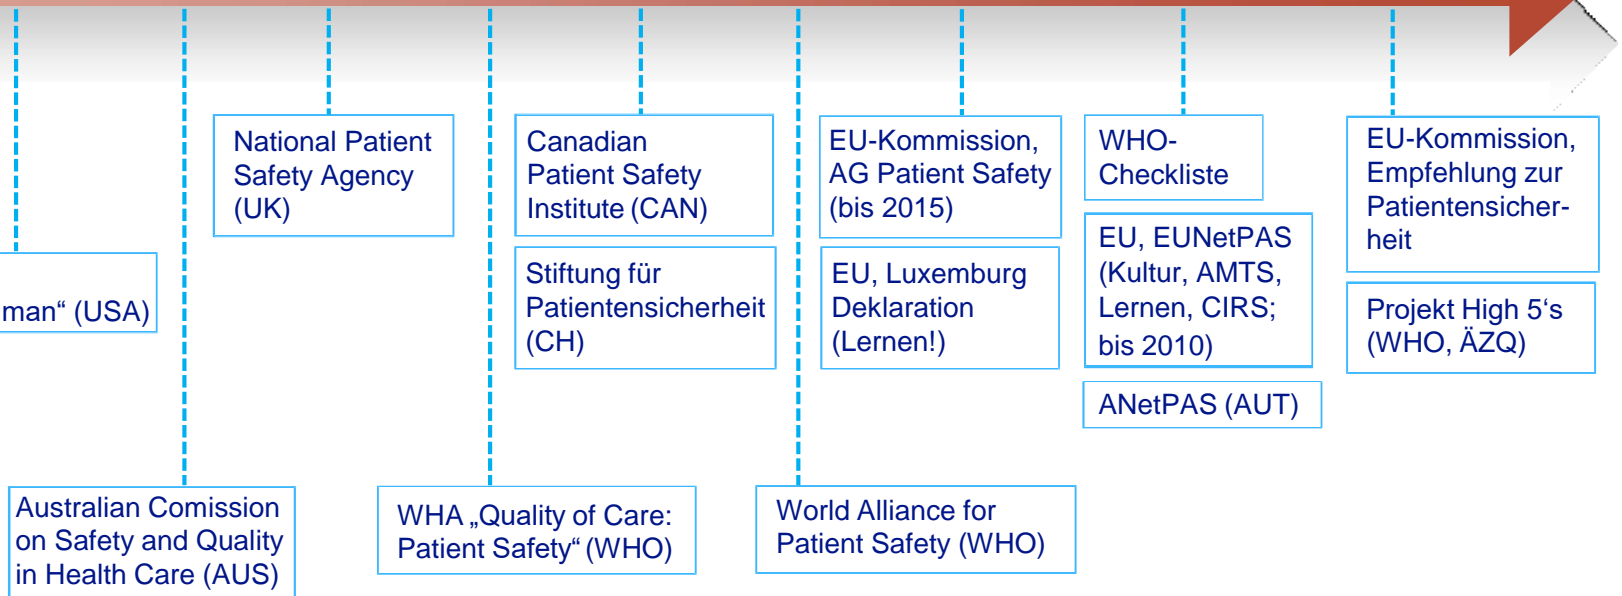 National Patient
Safety Agency
(UK)
Canadian
Patient Safety
Institute (CAN)
EU-Kommission,
AG Patient Safety
(bis 2015)
WHO-
Checkliste
EU-Kommission,
Empfehlung zur
Patientensicher-
heit
man“ (USA)
Stiftung für
Patientensicherheit
(CH)
EU, Luxemburg
Deklaration
(Lernen!)
EU, EUNetPAS
(Kultur, AMTS,
Lernen, CIRS;
bis 2010)
Projekt High 5‘s
(WHO, ÄZQ)
ANetPAS (AUT)
Australian Comission
on Safety and Quality
in Health Care (AUS)
WHA „Quality of Care:
Patient Safety“ (WHO)
World Alliance for
Patient Safety (WHO)